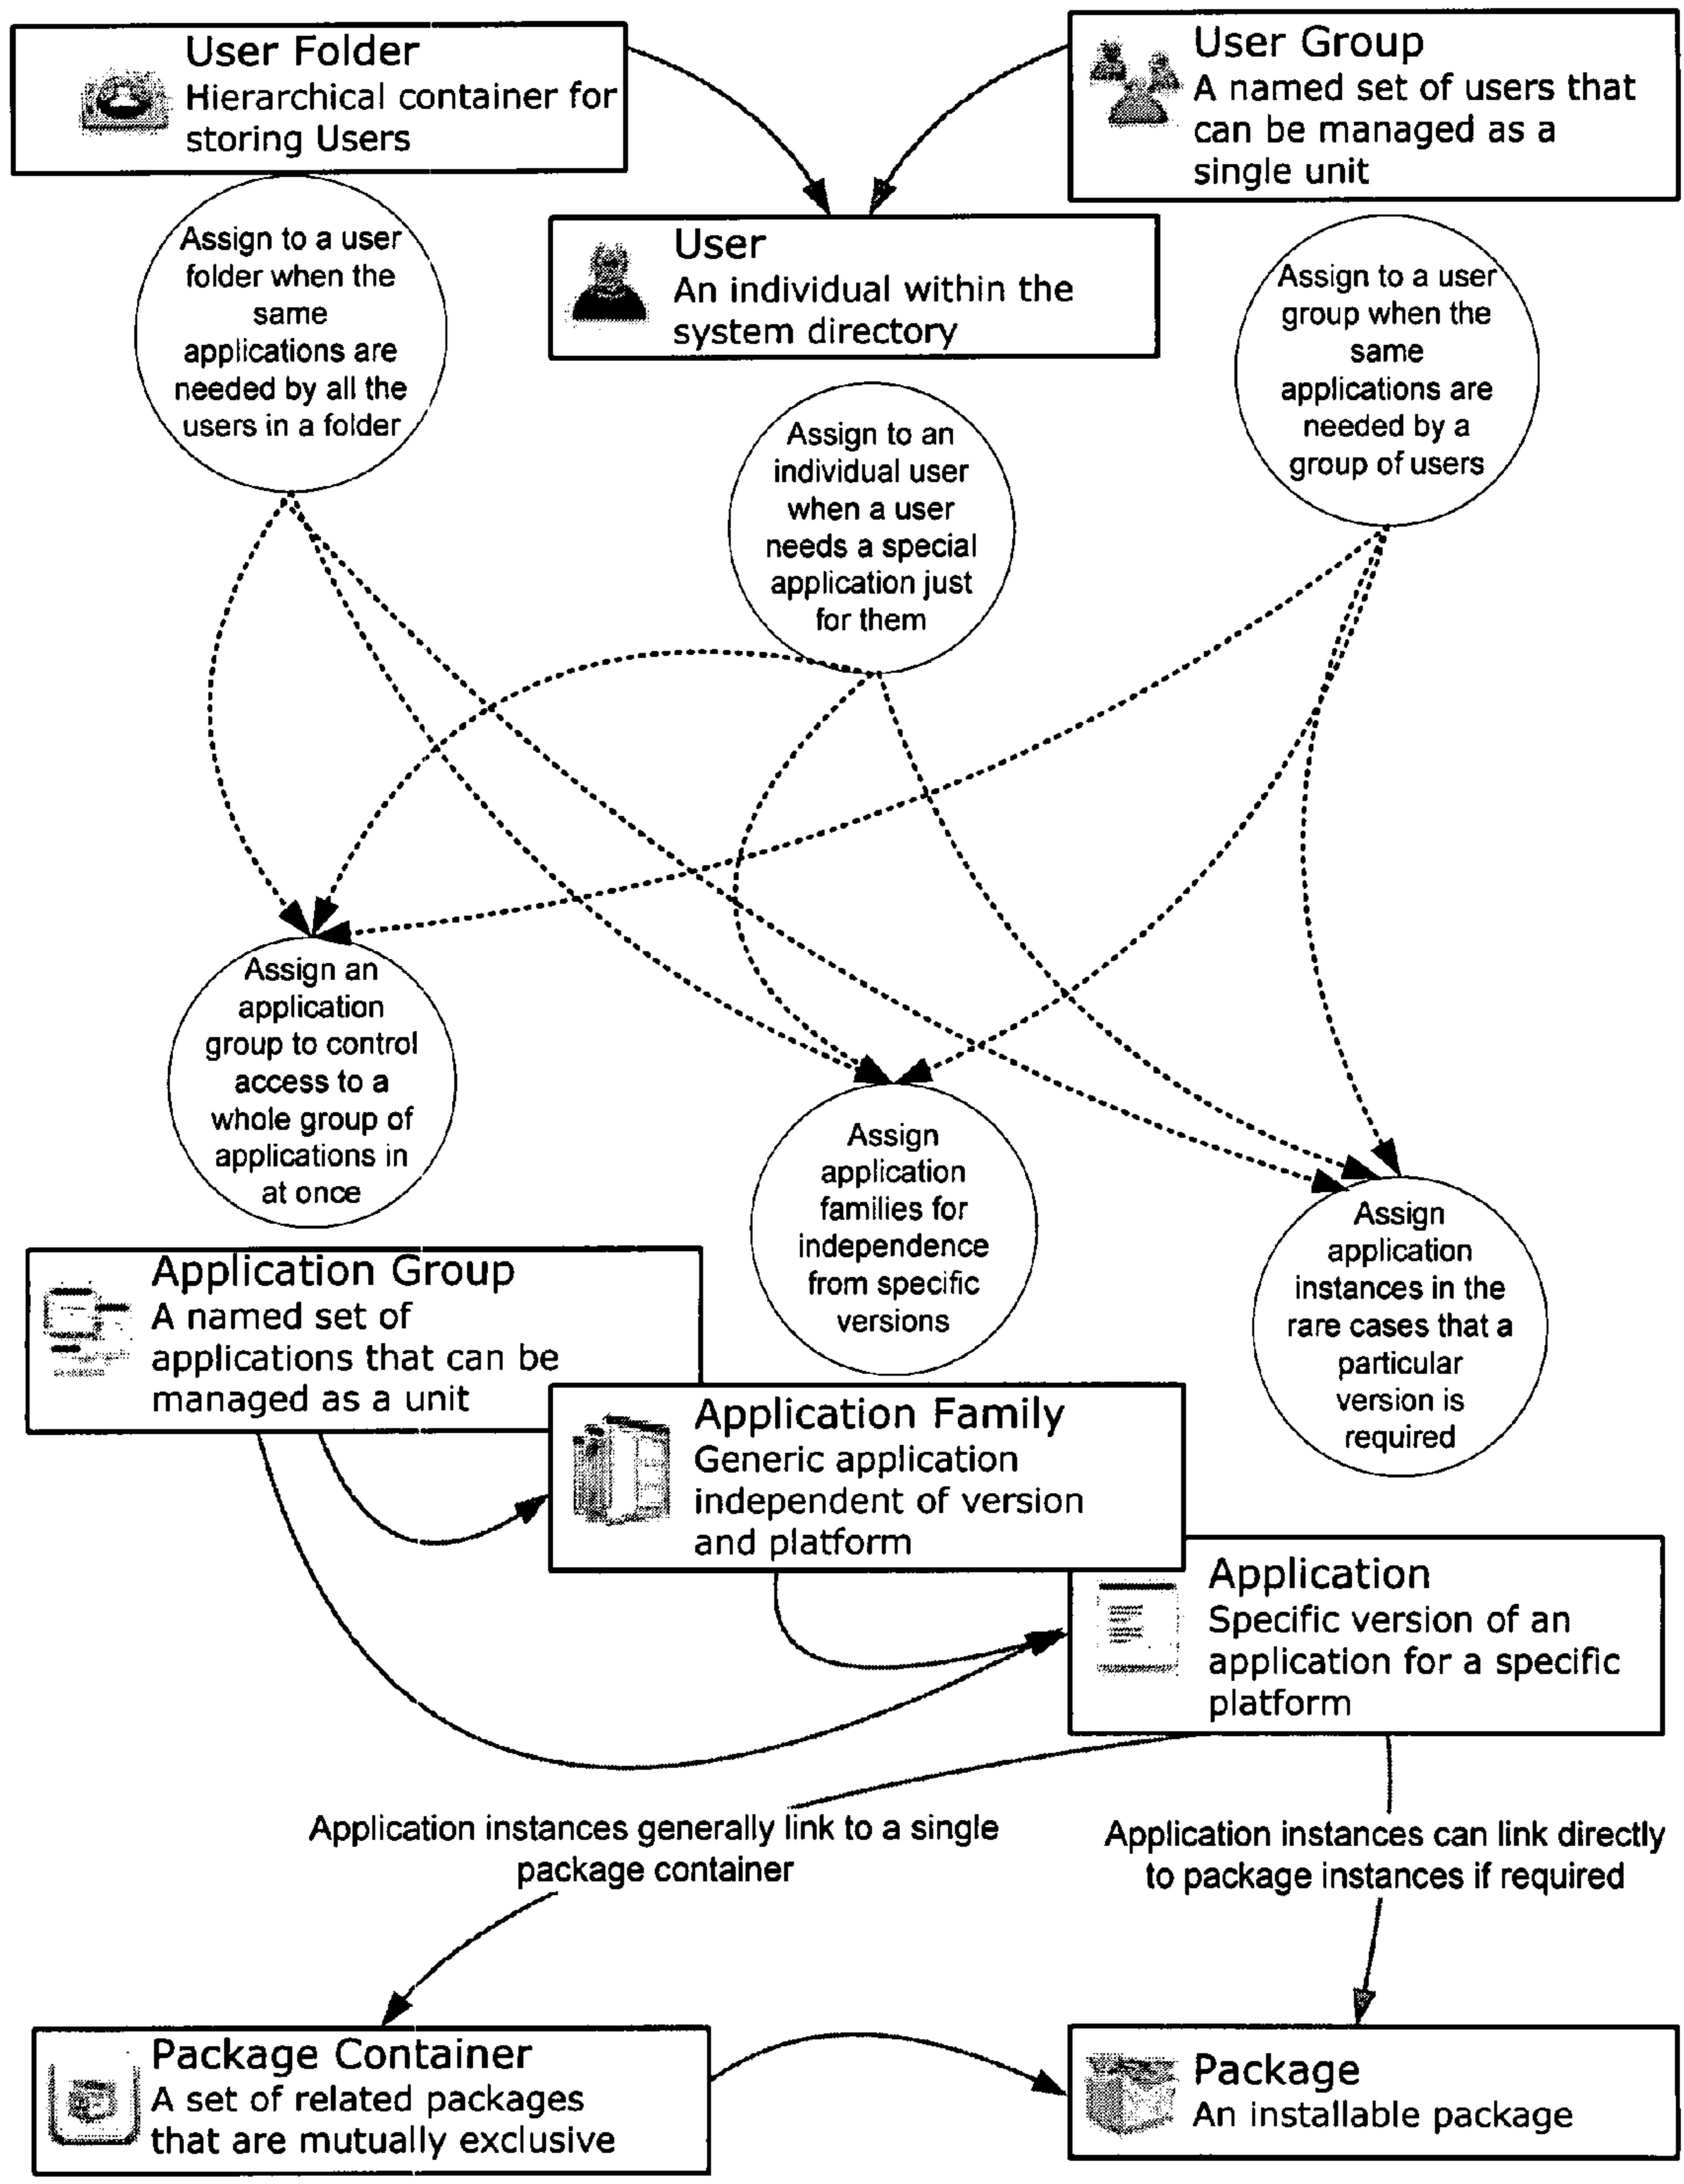 User Folder
Hierarchical container for
storing Users
User Group
A named set of users that
can be managed as a
single unit
User
An individual within the
system directory
Assign to a user
folder when the
same
applications are
needed by all the
users in a folder
Assign to an
individual user
when a user
needs a special
application just
for them
Assign to a user
group when the
same
applications are
needed by a
group of users
Assign an
application
group to control
access to a
whole group of
applications in
at once
Assign
application
families for
independence
from specific
versions
Assign
application
instances in the
rare cases that a
particular
version is
required
Application Group
A named set of
applications that can be
managed as a unit
Application Family
Generic application
independent of version
and platform
Application
Specific version of an
application for a specific
platform
Application instances generally link to a single
package container
Application instances can link directly
to package instances if required
Package Container
A set of related packages
that are mutually exclusive
Package
An installable package